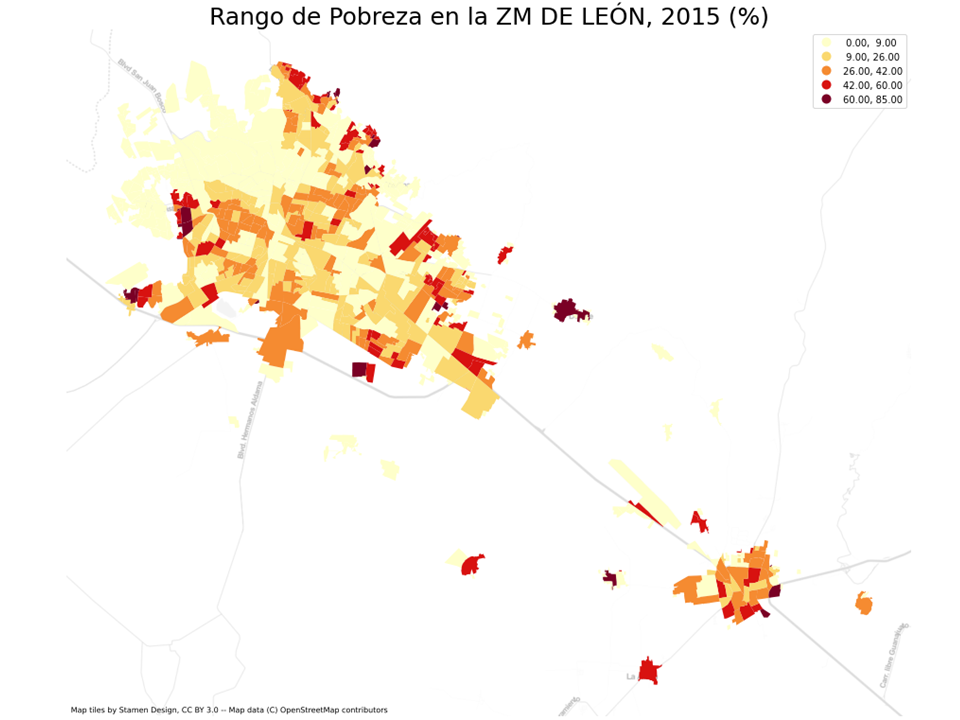 Rango de Pobreza en la ZM DE LEÓN, 2015 (%)
0.00, 9.00
9.00, 26.00
26.00, 42.00
42.00, 60.00
60.00, 85.00
Blvd San Juan Bosco
Blvd. Hermanos Aldama
La
Carr. libre Guanajua
Map tiles by Stamen Design, CC BY 3.0 -- Map data (C) OpenStreetMap contributors